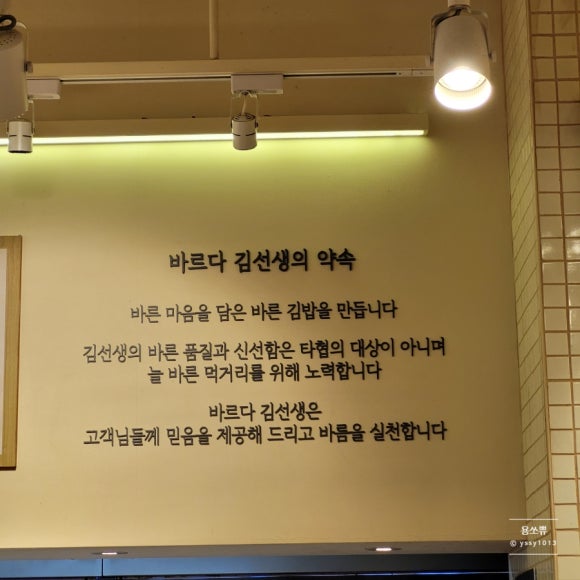 바르다 김선생의 약속
바른 마음을 담은 바른 김밥을 만듭니다
김선생의 바른 품질과 신선함은 타협의 대상이 아니며
늘 바른 먹거리를 위해 노력합니다
바르다 김선생은
고객님들께 믿음을 제공해 드리고 바름을 실천합니다
용쏘쀼
© yssy1013